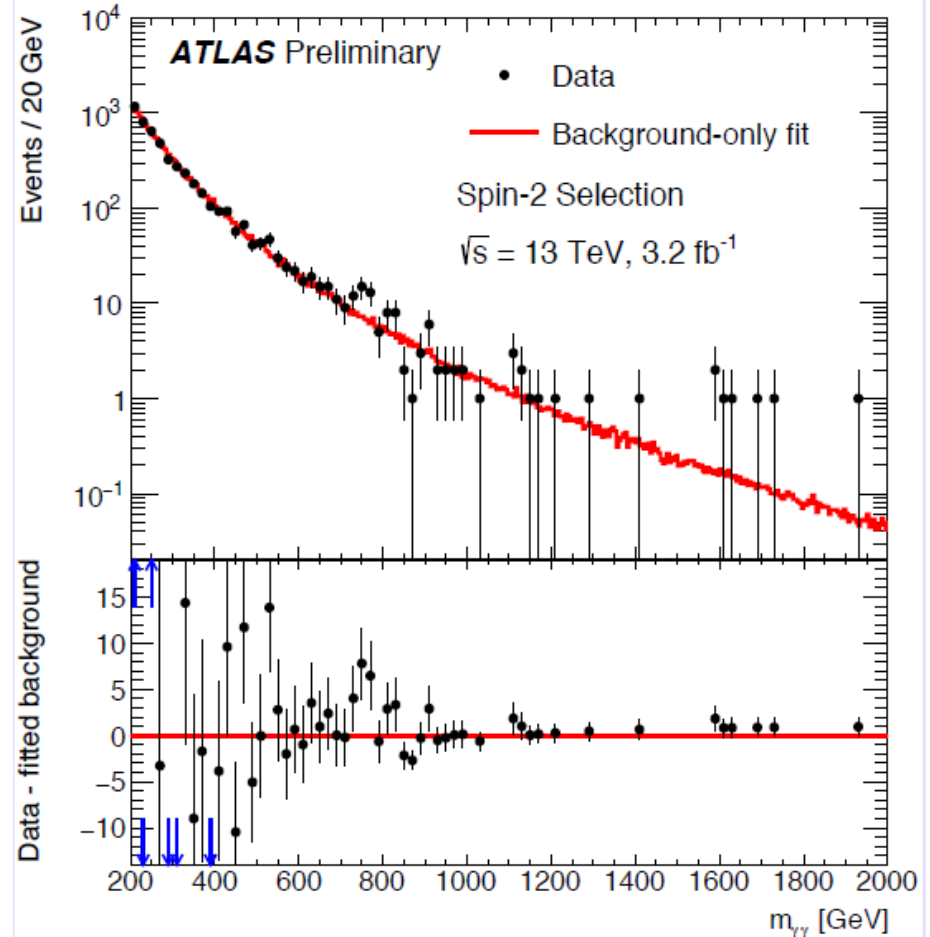 Events / 20 GeV
10⁴
10³
10²
10
1
10⁻¹
ATLAS Preliminary
Data
Background-only fit
Spin-2 Selection
√s = 13 TeV, 3.2 fb⁻¹
Data - fitted background
15
10
5
0
−5
−10
200 400 600 800 1000 1200 1400 1600 1800 2000
m_γγ [GeV]